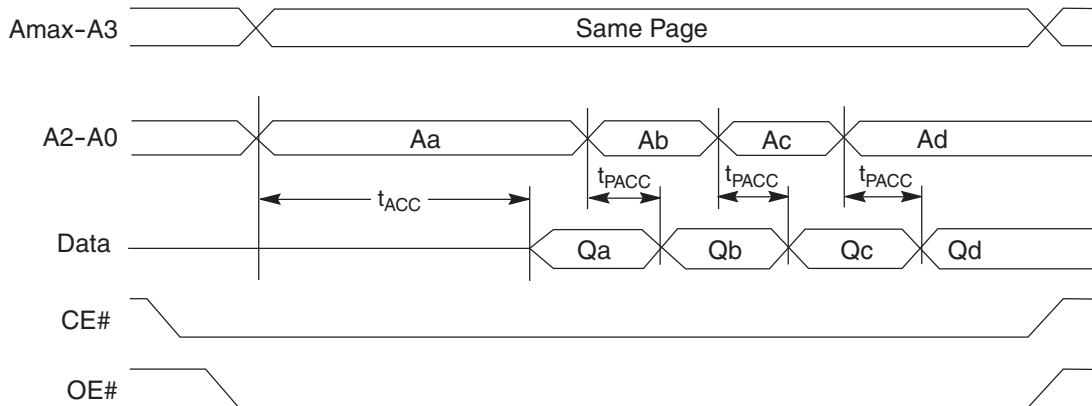 Amax-A3
Same Page
A2-A0
Aa
Ab
Ac
Ad
tACC
tPACC
tPACC
tPACC
Data
Qa
Qb
Qc
Qd
CE#
OE#